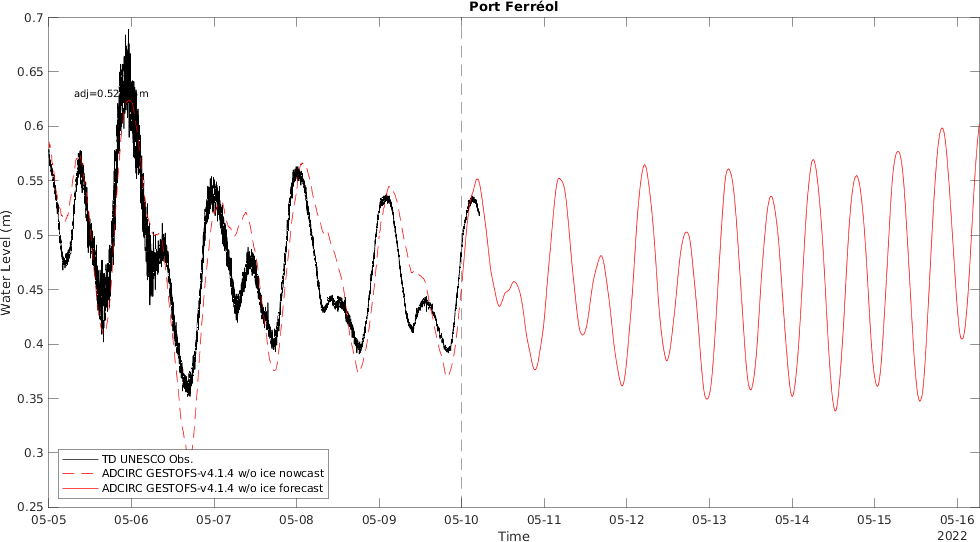 Port Ferréol
0.7
0.65
0.6
0.55
0.5
0.45
0.4
0.35
0.3
0.25
Water Level (m)
adj=0.52 m
TD UNESCO Obs.
ADCIRC GESTOFS-v4.1.4 w/o ice nowcast
ADCIRC GESTOFS-v4.1.4 w/o ice forecast
05-05 05-06 05-07 05-08 05-09 05-10 05-11 05-12 05-13 05-14 05-15 05-16
Time
2022